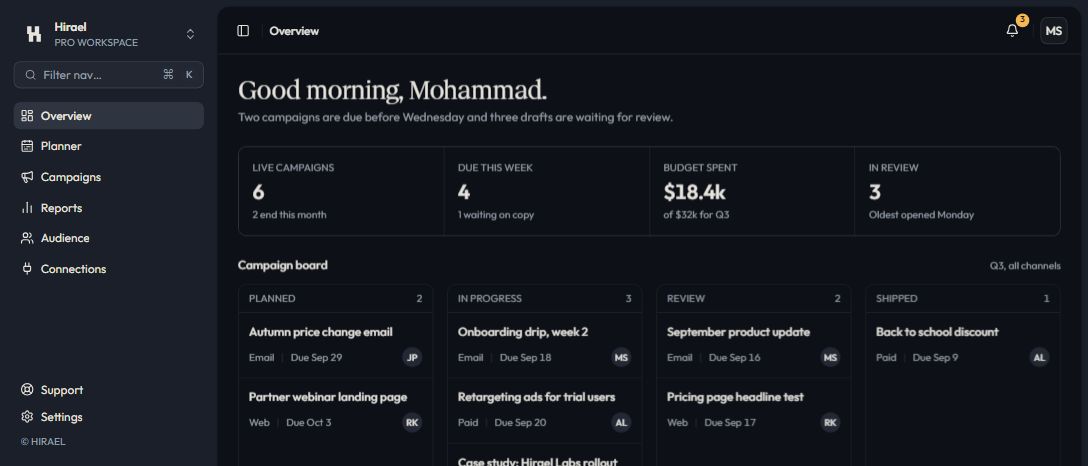 Hirael
PRO WORKSPACE
Filter nav... ⌘ K
Overview
Planner
Campaigns
Reports
Audience
Connections
Support
Settings
© HIRAEL
Overview
3
MS
Good morning, Mohammad.
Two campaigns are due before Wednesday and three drafts are waiting for review.
LIVE CAMPAIGNS
6
2 end this month
DUE THIS WEEK
4
1 waiting on copy
BUDGET SPENT
$18.4k
of $32k for Q3
IN REVIEW
3
Oldest opened Monday
Campaign board
Q3, all channels
PLANNED 2
Autumn price change email
Email | Due Sep 29 JP
Partner webinar landing page
Web | Due Oct 3 RK
IN PROGRESS 3
Onboarding drip, week 2
Email | Due Sep 18 MS
Retargeting ads for trial users
Paid | Due Sep 20 AL
Case study: Hirael Labs rollout
REVIEW 2
September product update
Email | Due Sep 16 MS
Pricing page headline test
Web | Due Sep 17 RK
SHIPPED 1
Back to school discount
Paid | Due Sep 9 AL